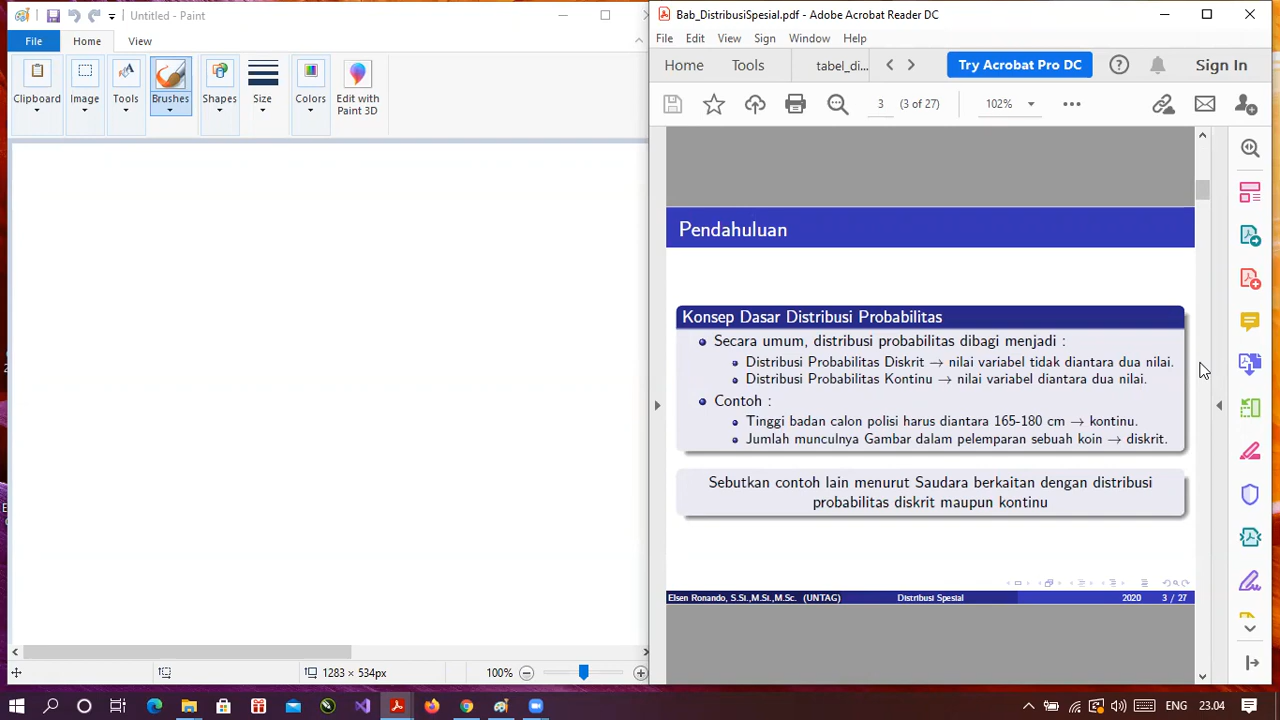 Untitled - Paint
File
Home
View
Clipboard
Image
Tools
Brushes
Shapes
Size
Colors
Edit with
Paint 3D
1283 × 534px
100%
Bab_DistribusiSpesial.pdf - Adobe Acrobat Reader DC
File Edit View Sign Window Help
Home Tools tabel_di... Try Acrobat Pro DC Sign In
3 (3 of 27) 102%
Pendahuluan
Konsep Dasar Distribusi Probabilitas
Secara umum, distribusi probabilitas dibagi menjadi :
Distribusi Probabilitas Diskrit → nilai variabel tidak diantara dua nilai.
Distribusi Probabilitas Kontinu → nilai variabel diantara dua nilai.
Contoh :
Tinggi badan calon polisi harus diantara 165-180 cm → kontinu.
Jumlah munculnya Gambar dalam pelemparan sebuah koin → diskrit.
Sebutkan contoh lain menurut Saudara berkaitan dengan distribusi
probabilitas diskrit maupun kontinu
Elsen Ronando, S.Si.,M.Si.,M.Sc. (UNTAG) Distribusi Spesial 2020 3 / 27
ENG 23.04